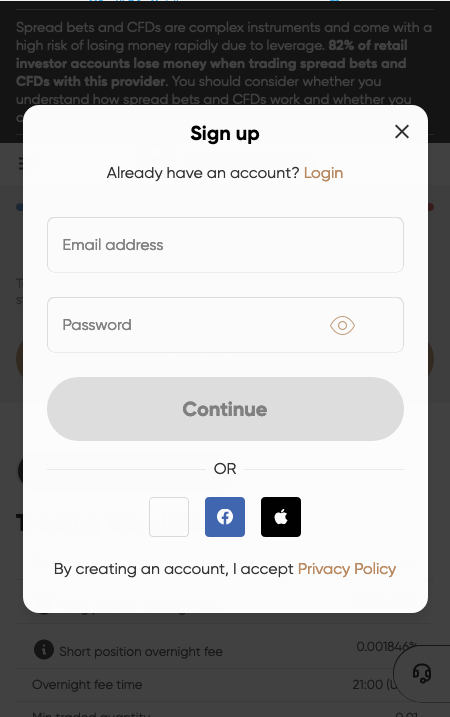 Spread bets and CFDs are complex instruments and come with a
high risk of losing money rapidly due to leverage. 82% of retail
investor accounts lose money when trading spread bets and
CFDs with this provider. You should consider whether you
understand how spread bets and CFDs work and whether you
Sign up
Already have an account? Login
Email address
Password
Continue
OR
By creating an account, I accept Privacy Policy
Short position overnight fee
0.001846%
Overnight fee time
21:00
Min traded quantity
0.01